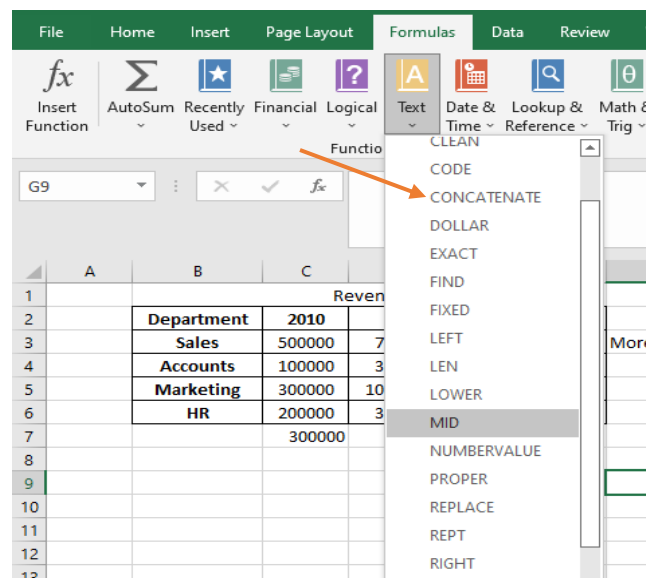 File Home Insert Page Layout Formulas Data Review
fx Σ ? A θ
Insert AutoSum Recently Financial Logical Text Date & Lookup & Math &
Function Used Time Reference Trig
Functio
G9 fx
CLEAN
CODE
CONCATENATE
DOLLAR
EXACT
FIND
FIXED
LEFT
LEN
LOWER
MID
NUMBERVALUE
PROPER
REPLACE
REPT
RIGHT
A B C
1 Reven
2 Department 2010
3 Sales 500000 7 More
4 Accounts 100000 3
5 Marketing 300000 10
6 HR 200000 3
7 300000
8
9
10
11
12
13